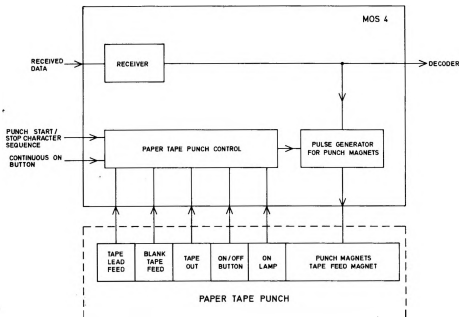 MOS 4
RECEIVED
DATA
RECEIVER
DECODER
PUNCH START/
STOP CHARACTER
SEQUENCE
CONTINUOUS ON
BUTTON
PAPER TAPE PUNCH CONTROL
PULSE GENERATOR
FOR PUNCH MAGNETS
TAPE
LEAD
FEED
BLANK
TAPE
FEED
TAPE
OUT
ON/OFF
BUTTON
ON
LAMP
PUNCH MAGNETS
TAPE FEED MAGNET
PAPER TAPE PUNCH